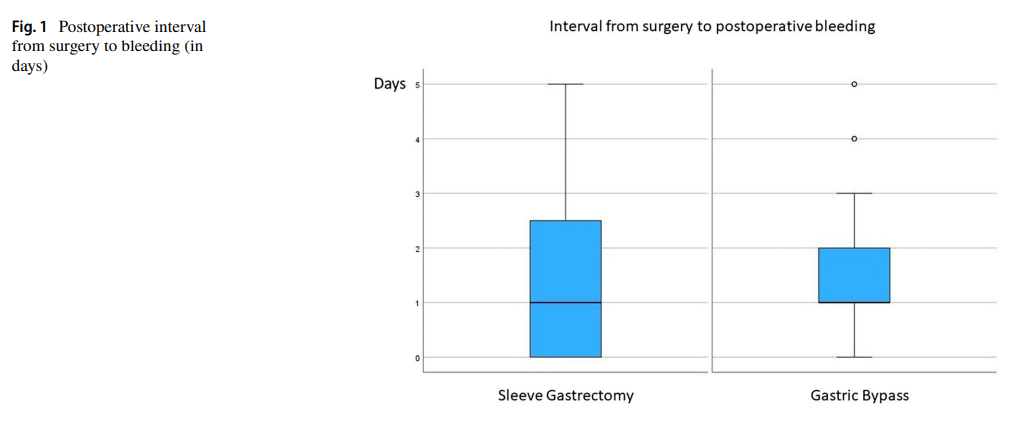 Fig. 1 Postoperative interval
from surgery to bleeding (in
days)
Interval from surgery to postoperative bleeding
Days 5
4
3
2
1
0
Sleeve Gastrectomy
Gastric Bypass